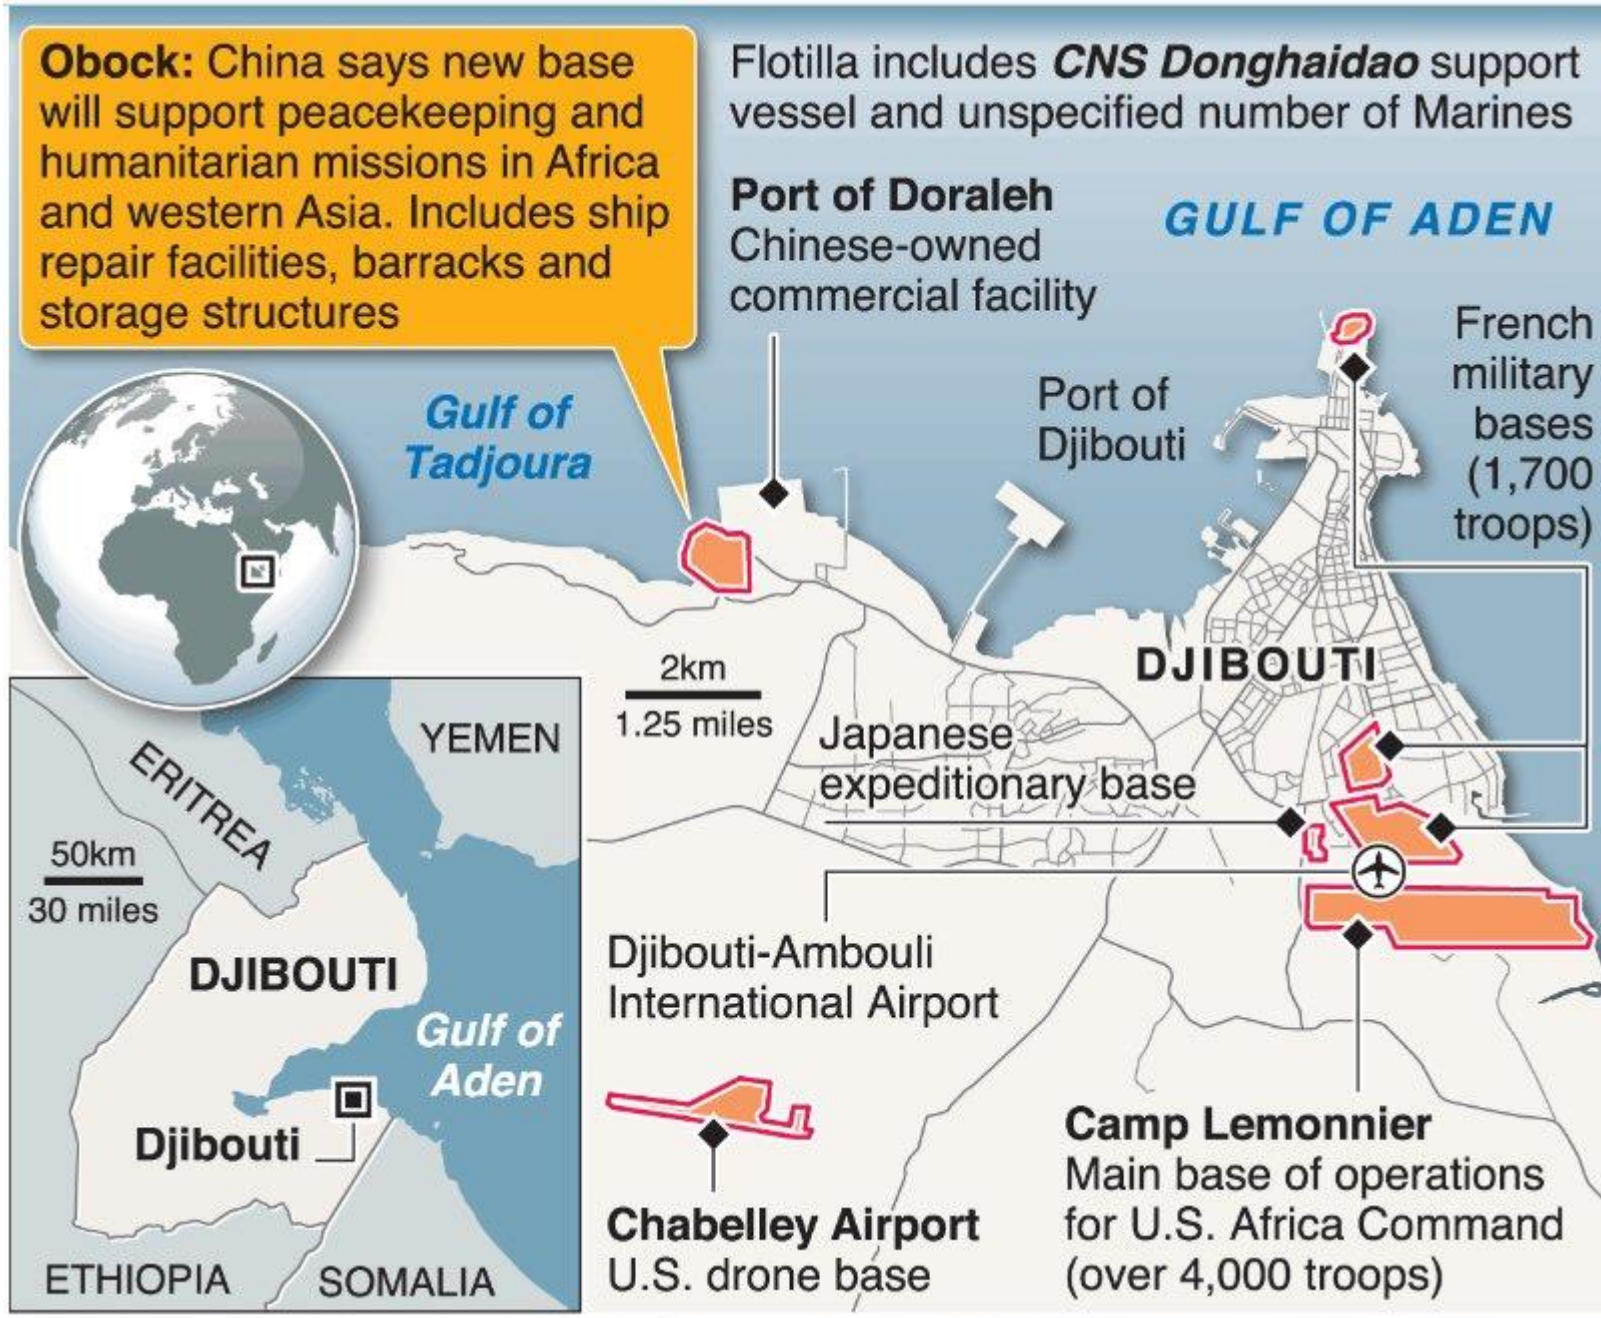 Obock: China says new base
will support peacekeeping and
humanitarian missions in Africa
and western Asia. Includes ship
repair facilities, barracks and
storage structures
Flotilla includes CNS Donghaidao support
vessel and unspecified number of Marines
Port of Doraleh
Chinese-owned
commercial facility
GULF OF ADEN
French
military
bases
(1,700
troops)
Port of
Djibouti
Gulf of
Tadjoura
DJIBOUTI
2km
1.25 miles
Japanese
expeditionary base
Djibouti-Ambouli
International Airport
Chabelley Airport
U.S. drone base
Camp Lemonnier
Main base of operations
for U.S. Africa Command
(over 4,000 troops)
YEMEN
ERITREA
50km
30 miles
DJIBOUTI
Gulf of
Aden
Djibouti
ETHIOPIA
SOMALIA